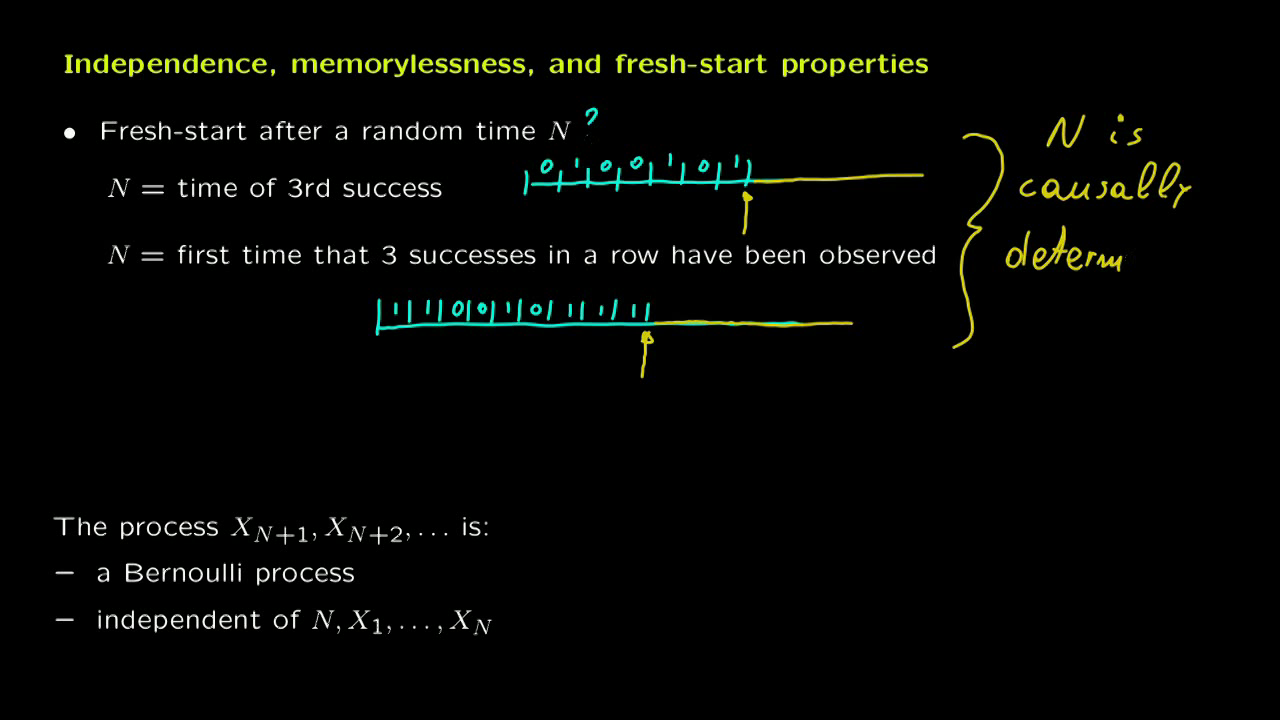 Independence, memorylessness, and fresh-start properties
• Fresh-start after a random time N ?
N = time of 3rd success
0 1 0 0 1 0 1
N = first time that 3 successes in a row have been observed
1 1 0 0 1 0 1 1 1
N is
causally
determ
The process X_{N+1}, X_{N+2}, ... is:
– a Bernoulli process
– independent of N, X_1, ..., X_N